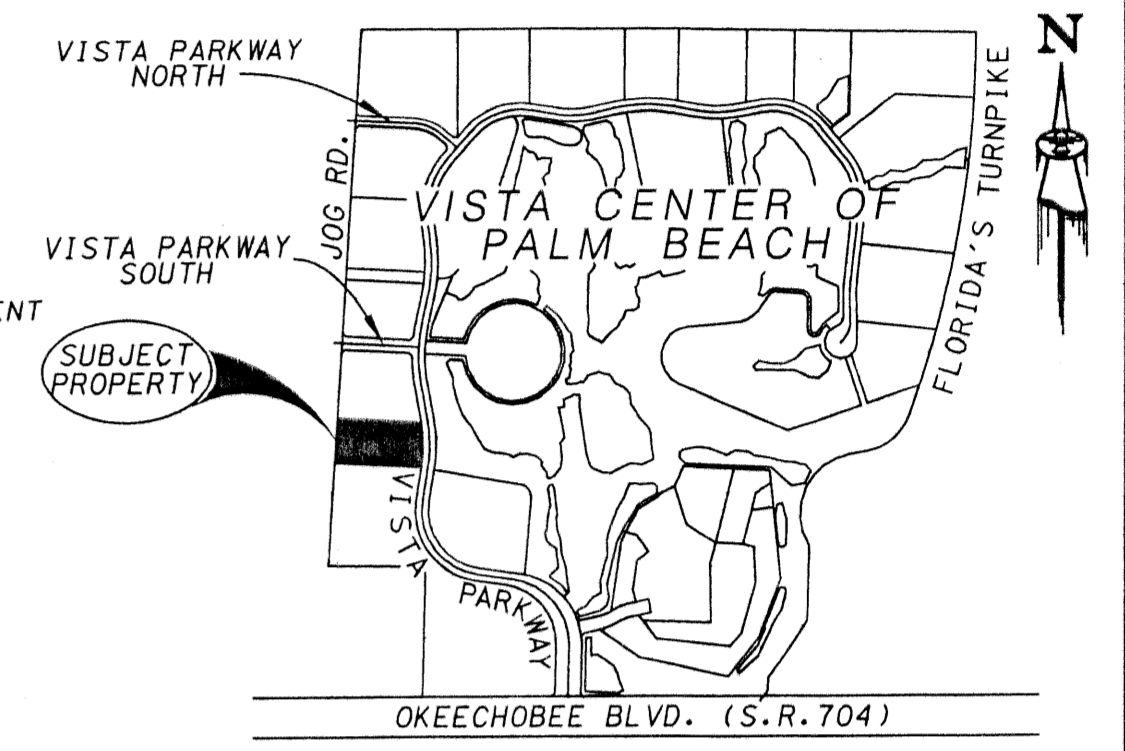 N
VISTA PARKWAY
NORTH
JOG RD.
FLORIDA'S TURNPIKE
VISTA CENTER OF
PALM BEACH
VISTA PARKWAY
SOUTH
ENT
SUBJECT
PROPERTY
VISTA PARKWAY
OKEECHOBEE BLVD. (S.R.704)